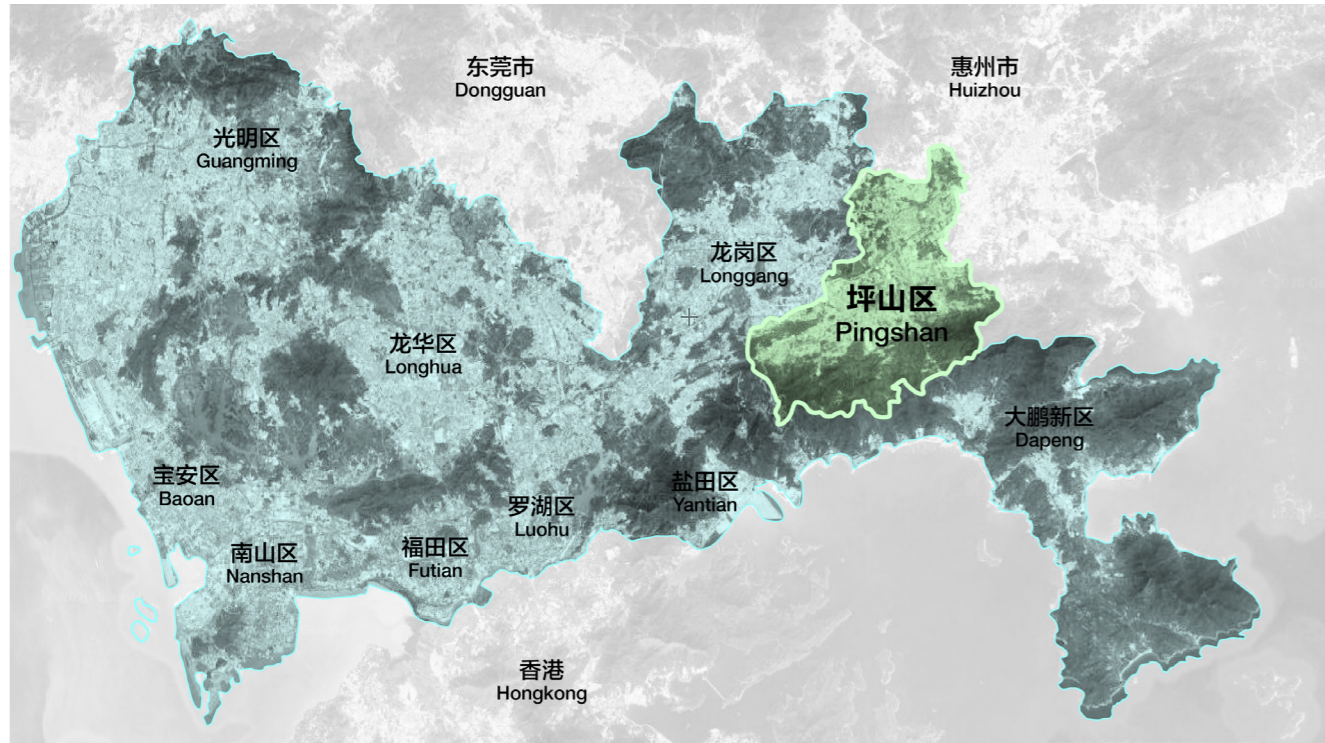 东莞市
Dongguan
惠州市
Huizhou
光明区
Guangming
龙岗区
Longgang
坪山区
Pingshan
龙华区
Longhua
大鹏新区
Dapeng
宝安区
Baoan
盐田区
Yantian
罗湖区
Luohu
南山区
Nanshan
福田区
Futian
香港
Hongkong